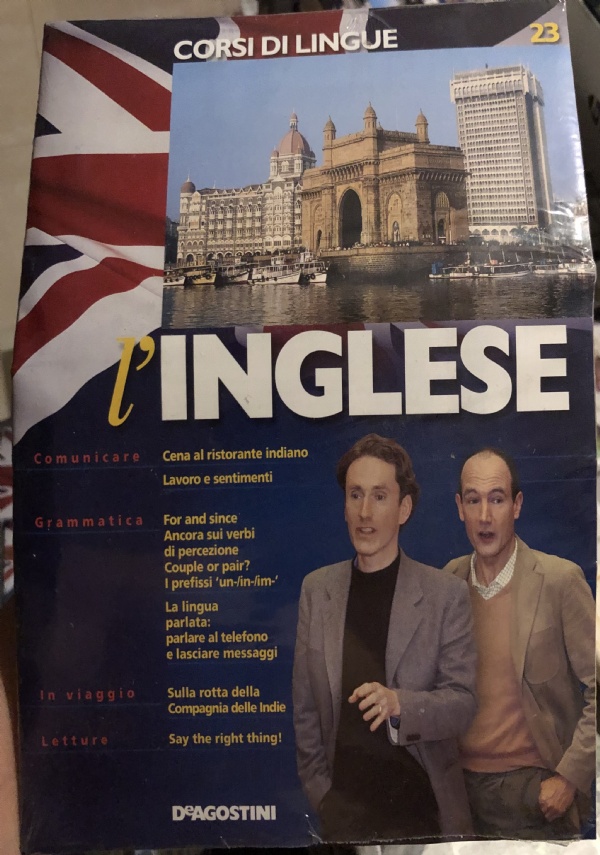 CORSI DI LINGUE
23
l'INGLESE
Comunicare
Cena al ristorante indiano
Lavoro e sentimenti
Grammatica
For and since
Ancora sui verbi
di percezione
Couple or pair?
I prefissi 'un-/in-/im-'
La lingua
parlata:
parlare al telefono
e lasciare messaggi
In viaggio
Sulla rotta della
Compagnia delle Indie
Letture
Say the right thing!
DeAGOSTINI